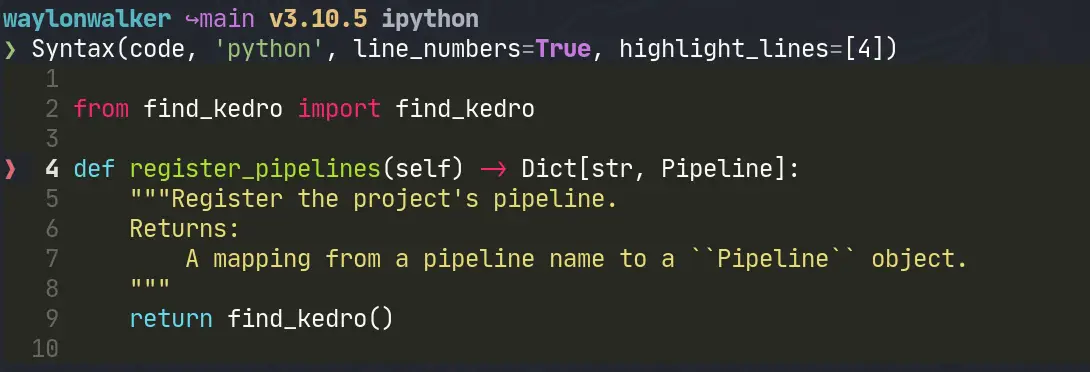 waylonwalker ↪main v3.10.5 ipython
❯ Syntax(code, 'python', line_numbers=True, highlight_lines=[4])
1
2 from find_kedro import find_kedro
3
❱ 4 def register_pipelines(self) -> Dict[str, Pipeline]:
5     """Register the project's pipeline.
6     Returns:
7         A mapping from a pipeline name to a ``Pipeline`` object.
8     """
9     return find_kedro()
10